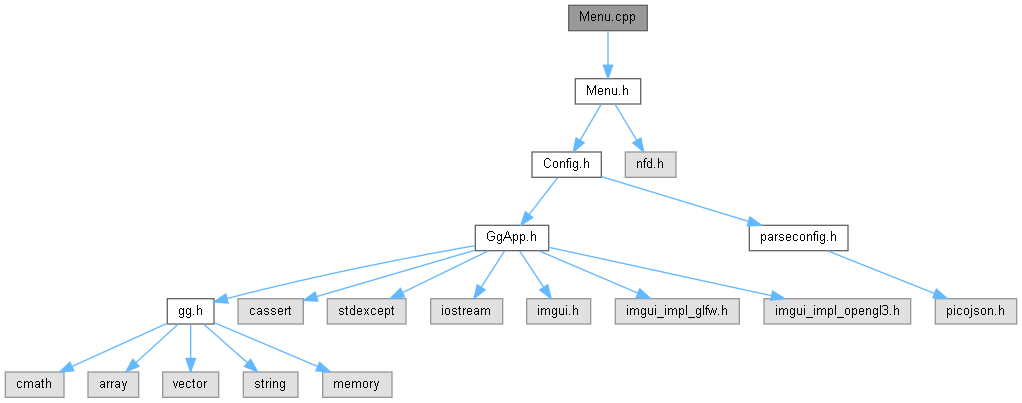 Menu.cpp
Menu.h
Config.h
nfd.h
GgApp.h
parseconfig.h
gg.h
cassert
stdexcept
iostream
imgui.h
imgui_impl_glfw.h
imgui_impl_opengl3.h
picojson.h
cmath
array
vector
string
memory